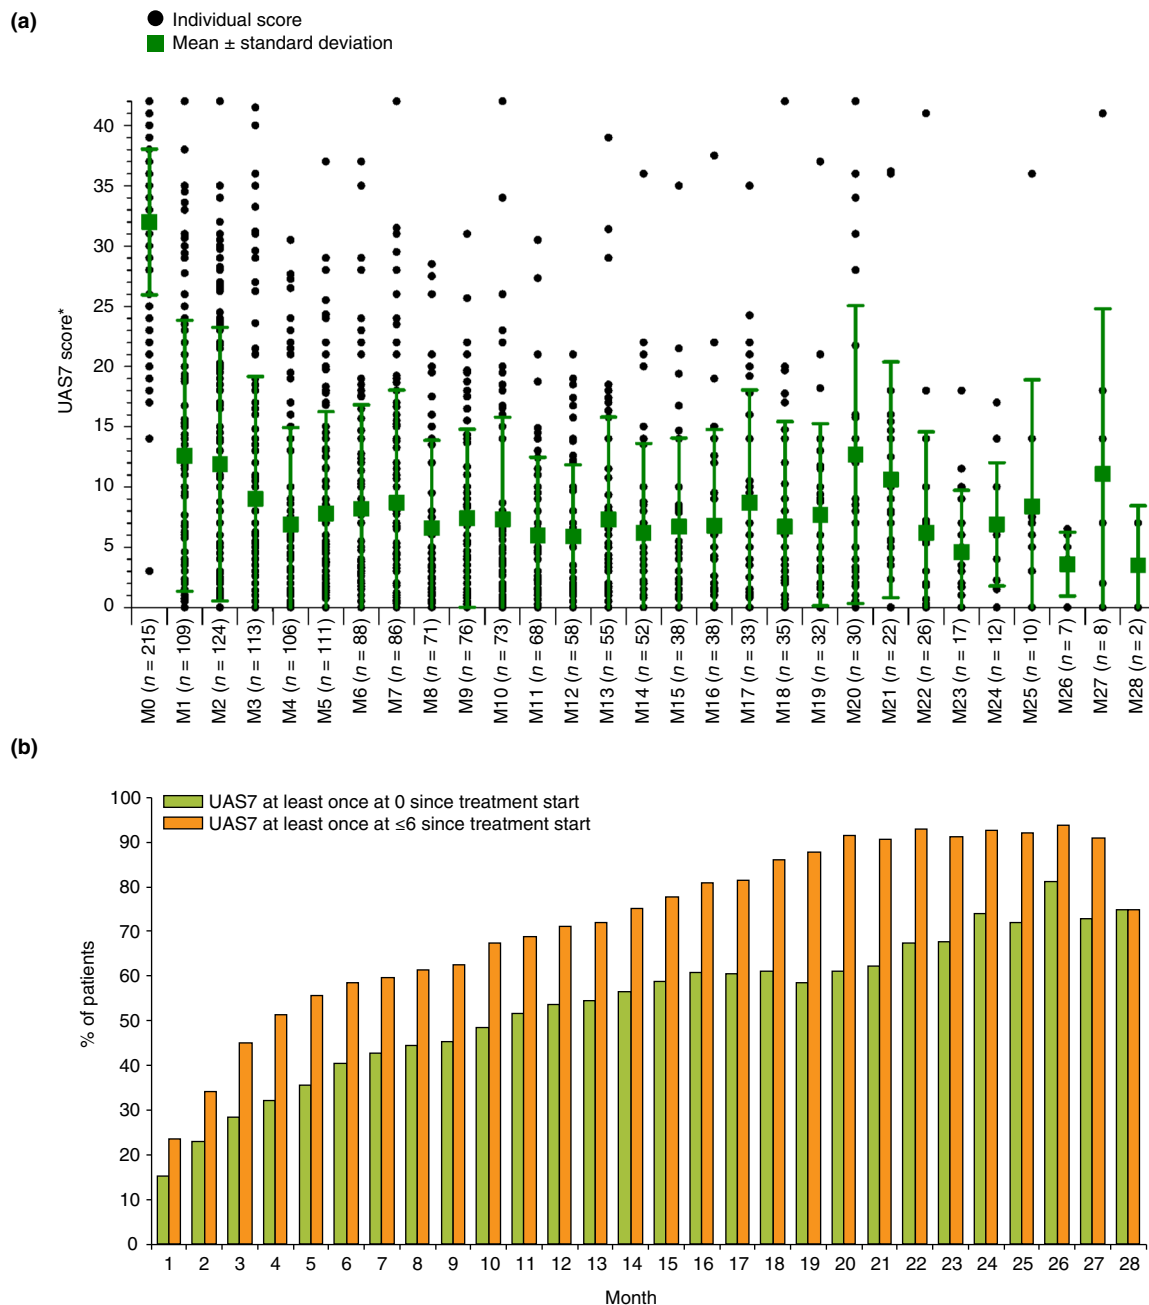 (a)
Individual score
Mean ± standard deviation
UAS7 score*
40
35
30
25
20
15
10
5
0
M0 (n = 215)
M1 (n = 109)
M2 (n = 124)
M3 (n = 113)
M4 (n = 106)
M5 (n = 111)
M6 (n = 88)
M7 (n = 86)
M8 (n = 71)
M9 (n = 76)
M10 (n = 73)
M11 (n = 68)
M12 (n = 58)
M13 (n = 55)
M14 (n = 52)
M15 (n = 38)
M16 (n = 38)
M17 (n = 33)
M18 (n = 35)
M19 (n = 32)
M20 (n = 30)
M21 (n = 22)
M22 (n = 26)
M23 (n = 17)
M24 (n = 12)
M25 (n = 10)
M26 (n = 7)
M27 (n = 8)
M28 (n = 2)
(b)
UAS7 at least once at 0 since treatment start
UAS7 at least once at ≤6 since treatment start
% of patients
100
90
80
70
60
50
40
30
20
10
0
1 2 3 4 5 6 7 8 9 10 11 12 13 14 15 16 17 18 19 20 21 22 23 24 25 26 27 28
Month